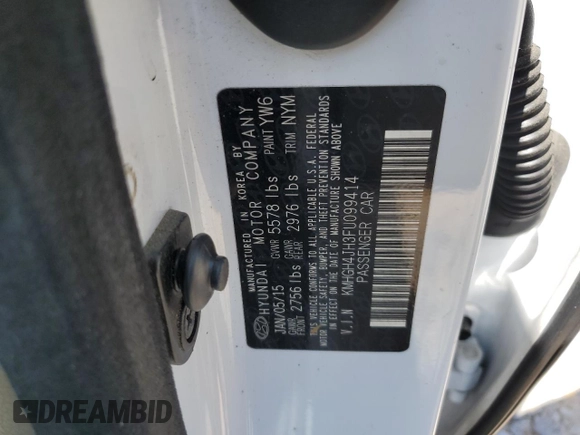 MANUFACTURED IN KOREA BY
HYUNDAI MOTOR COMPANY
JAN/05/15 GVWR 5578 lbs PAINT YW6
GAWR FRONT 2756 lbs GAWR REAR 2976 lbs TRIM NYM
THIS VEHICLE CONFORMS TO ALL APPLICABLE U.S.A. FEDERAL
MOTOR VEHICLE SAFETY, BUMPER, AND THEFT PREVENTION STANDARDS
IN EFFECT ON THE DATE OF MANUFACTURE SHOWN ABOVE
V.I.N KMHGH4JH3FU099414
PASSENGER CAR
DREAMBID